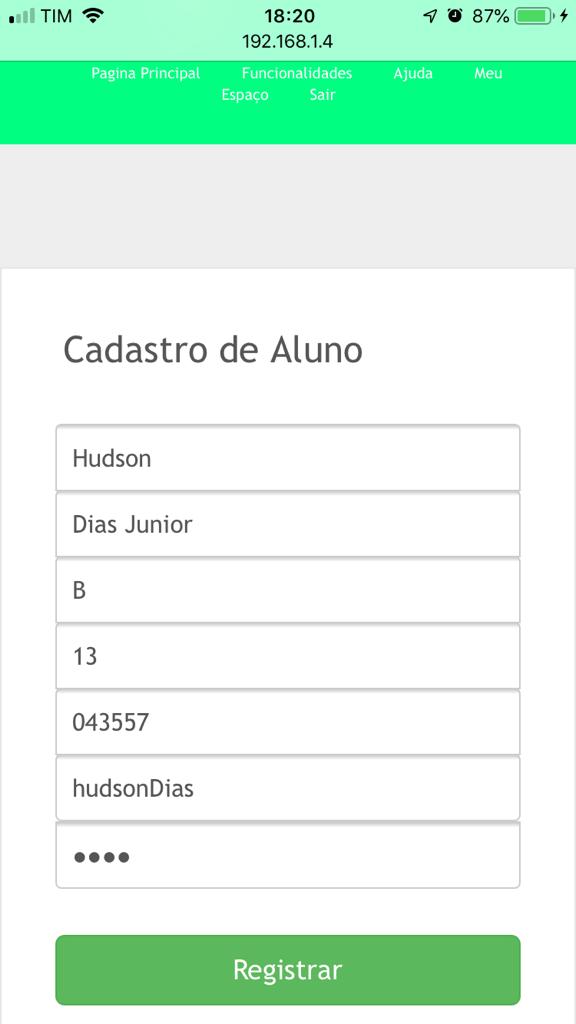 TIM 18:20 87%
192.168.1.4
Pagina Principal Funcionalidades Ajuda Meu
Espaço Sair
Cadastro de Aluno
Hudson
Dias Junior
B
13
043557
hudsonDias
••••
Registrar